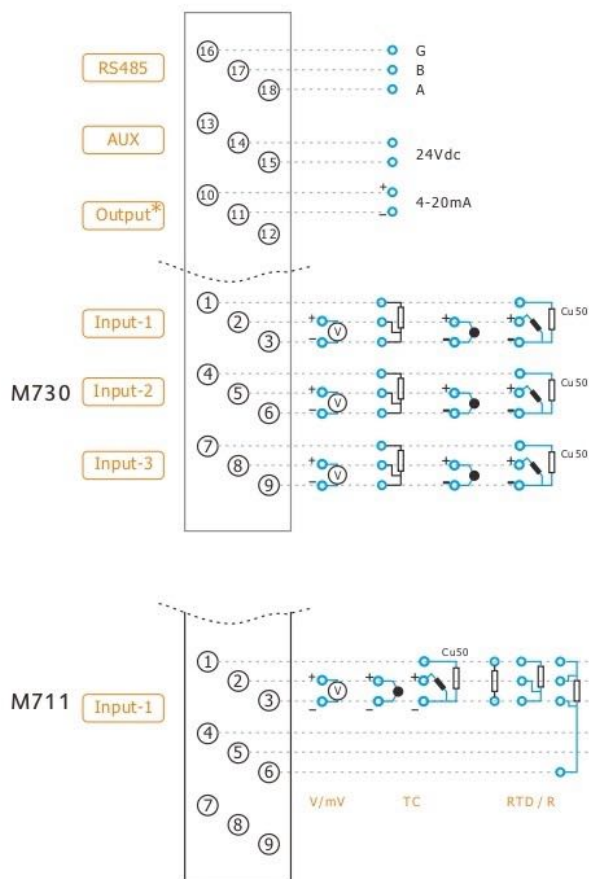 16 G
RS485 17 B
18 A
13
AUX 14
15 24Vdc
10 +
Output* 11 – 4-20mA
12
1 Cu50
Input-1 2 + V + +
3 – – –
4 Cu50
M730 Input-2 5 + V + +
6 – – –
7 Cu50
Input-3 8 + V + +
9 – – –
1 Cu50
2 + V + +
M711 Input-1 3 – – –
4
5
6
7 V/mV TC RTD / R
8
9